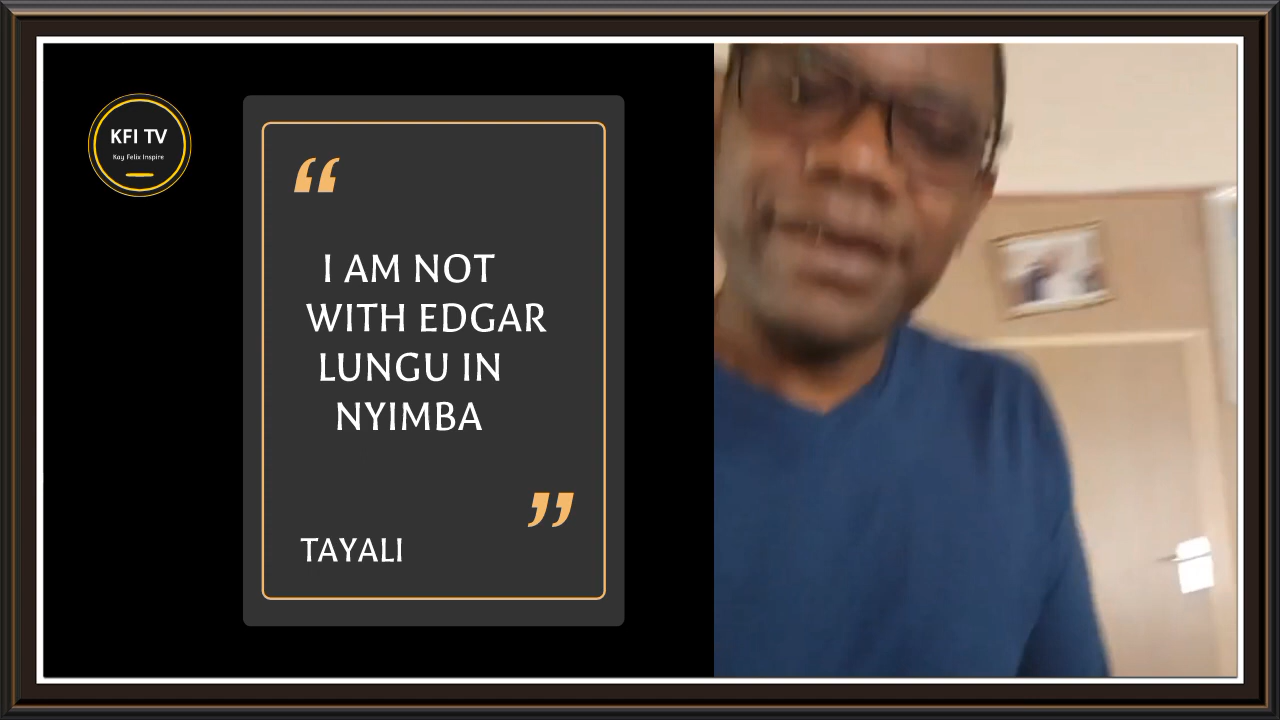 KFI TV
Kay Felix Inspire
“
I AM NOT
WITH EDGAR
LUNGU IN
NYIMBA
”
TAYALI